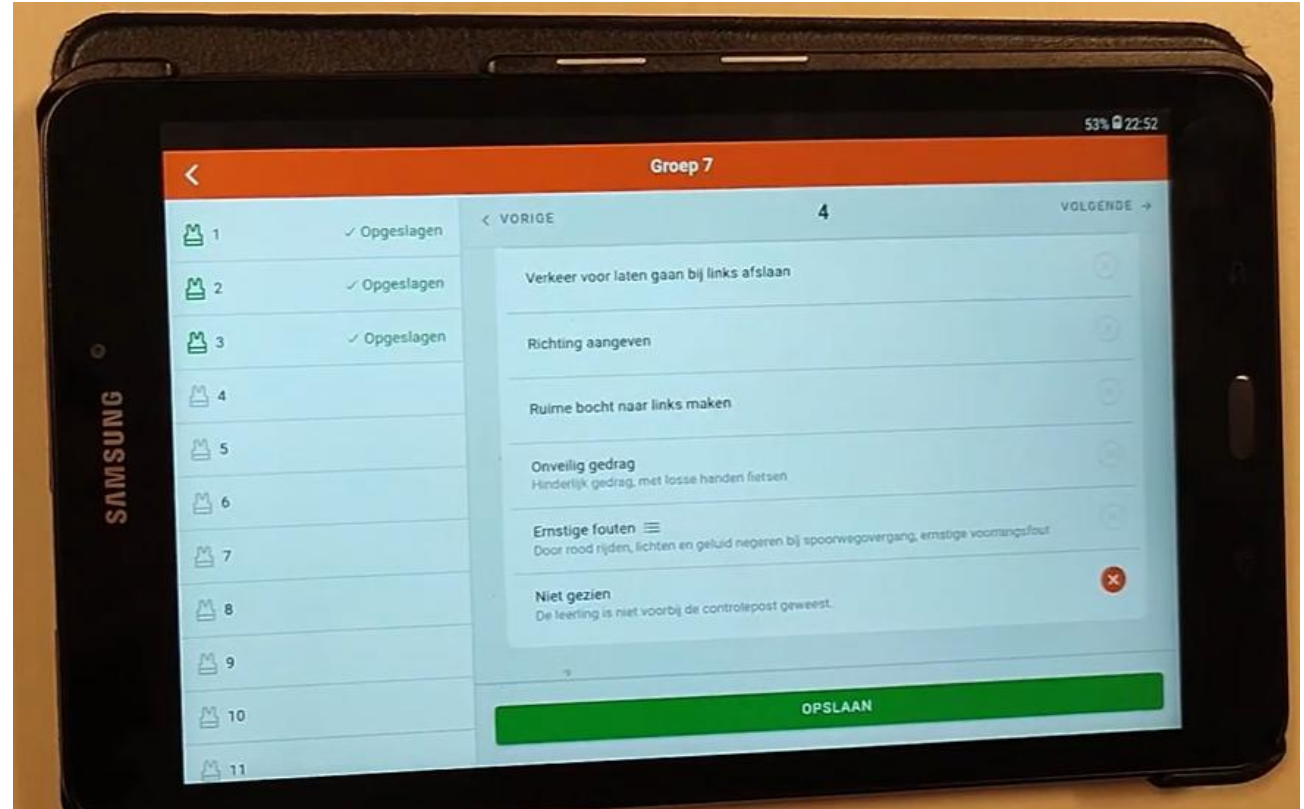 SAMSUNG
53% 22:52
Groep 7
1 ✓ Opgeslagen
2 ✓ Opgeslagen
3 ✓ Opgeslagen
4
5
6
7
8
9
10
11
< VORIGE 4 VOLGENDE →
Verkeer voor laten gaan bij links afslaan
Richting aangeven
Ruime bocht naar links maken
Onveilig gedrag
Hinderlijk gedrag, met losse handen fietsen
Ernstige fouten
Door rood rijden, lichten en geluid negeren bij spoorwegovergang, ernstige voorrangsfout
Niet gezien
De leerling is niet voorbij de controlepost geweest.
OPSLAAN